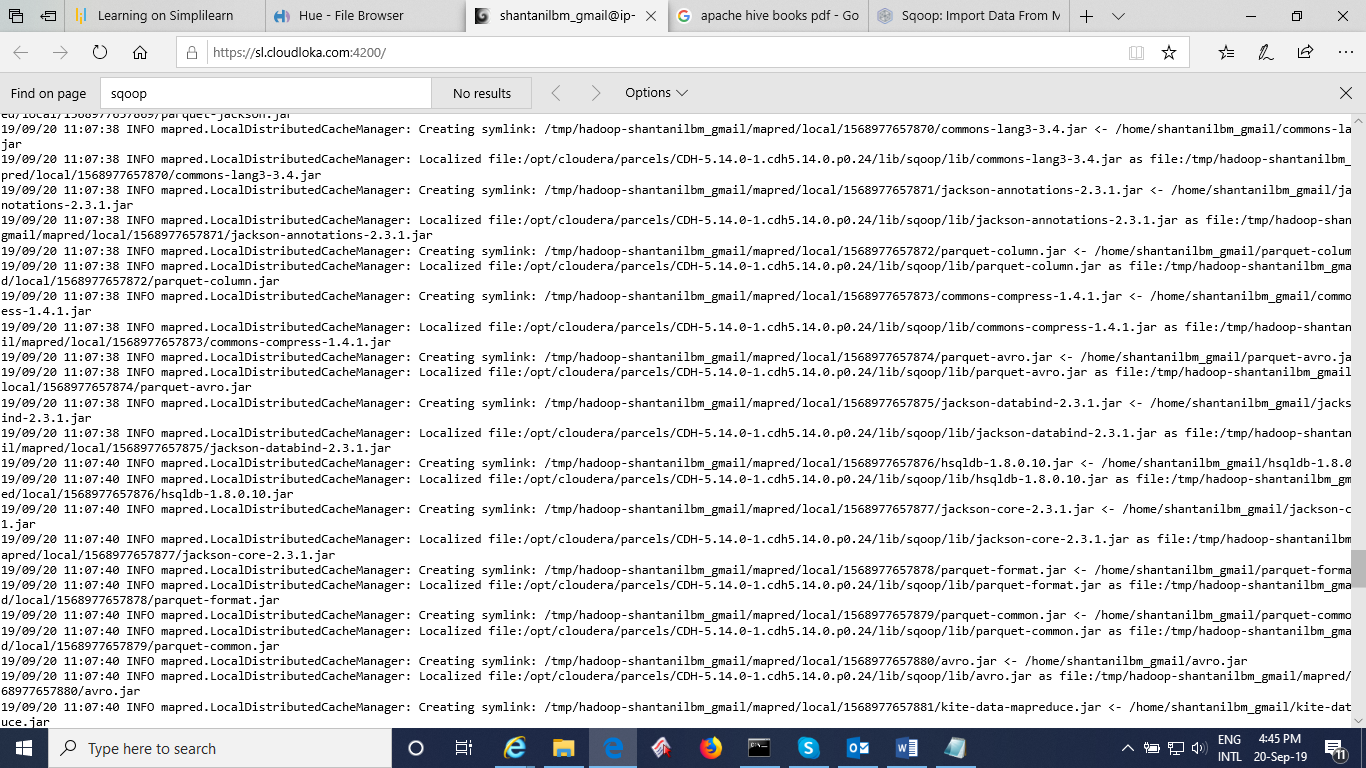 Learning on Simplilearn
Hue - File Browser
shantanilbm_gmail@ip-
apache hive books pdf - Go
Sqoop: Import Data From M
https://sl.cloudloka.com:4200/
Find on page
sqoop
No results
Options
ed/local/1568977657869/parquet-jackson.jar
19/09/20 11:07:38 INFO mapred.LocalDistributedCacheManager: Creating symlink: /tmp/hadoop-shantanilbm_gmail/mapred/local/1568977657870/commons-lang3-3.4.jar <- /home/shantanilbm_gmail/commons-la
jar
19/09/20 11:07:38 INFO mapred.LocalDistributedCacheManager: Localized file:/opt/cloudera/parcels/CDH-5.14.0-1.cdh5.14.0.p0.24/lib/sqoop/lib/commons-lang3-3.4.jar as file:/tmp/hadoop-shantanilbm_
pred/local/1568977657870/commons-lang3-3.4.jar
19/09/20 11:07:38 INFO mapred.LocalDistributedCacheManager: Creating symlink: /tmp/hadoop-shantanilbm_gmail/mapred/local/1568977657871/jackson-annotations-2.3.1.jar <- /home/shantanilbm_gmail/ja
notations-2.3.1.jar
19/09/20 11:07:38 INFO mapred.LocalDistributedCacheManager: Localized file:/opt/cloudera/parcels/CDH-5.14.0-1.cdh5.14.0.p0.24/lib/sqoop/lib/jackson-annotations-2.3.1.jar as file:/tmp/hadoop-shan
gmail/mapred/local/1568977657871/jackson-annotations-2.3.1.jar
19/09/20 11:07:38 INFO mapred.LocalDistributedCacheManager: Creating symlink: /tmp/hadoop-shantanilbm_gmail/mapred/local/1568977657872/parquet-column.jar <- /home/shantanilbm_gmail/parquet-colum
19/09/20 11:07:38 INFO mapred.LocalDistributedCacheManager: Localized file:/opt/cloudera/parcels/CDH-5.14.0-1.cdh5.14.0.p0.24/lib/sqoop/lib/parquet-column.jar as file:/tmp/hadoop-shantanilbm_gma
d/local/1568977657872/parquet-column.jar
19/09/20 11:07:38 INFO mapred.LocalDistributedCacheManager: Creating symlink: /tmp/hadoop-shantanilbm_gmail/mapred/local/1568977657873/commons-compress-1.4.1.jar <- /home/shantanilbm_gmail/commo
ess-1.4.1.jar
19/09/20 11:07:38 INFO mapred.LocalDistributedCacheManager: Localized file:/opt/cloudera/parcels/CDH-5.14.0-1.cdh5.14.0.p0.24/lib/sqoop/lib/commons-compress-1.4.1.jar as file:/tmp/hadoop-shantan
il/mapred/local/1568977657873/commons-compress-1.4.1.jar
19/09/20 11:07:38 INFO mapred.LocalDistributedCacheManager: Creating symlink: /tmp/hadoop-shantanilbm_gmail/mapred/local/1568977657874/parquet-avro.jar <- /home/shantanilbm_gmail/parquet-avro.ja
19/09/20 11:07:38 INFO mapred.LocalDistributedCacheManager: Localized file:/opt/cloudera/parcels/CDH-5.14.0-1.cdh5.14.0.p0.24/lib/sqoop/lib/parquet-avro.jar as file:/tmp/hadoop-shantanilbm_gmail
local/1568977657874/parquet-avro.jar
19/09/20 11:07:38 INFO mapred.LocalDistributedCacheManager: Creating symlink: /tmp/hadoop-shantanilbm_gmail/mapred/local/1568977657875/jackson-databind-2.3.1.jar <- /home/shantanilbm_gmail/jacks
ind-2.3.1.jar
19/09/20 11:07:38 INFO mapred.LocalDistributedCacheManager: Localized file:/opt/cloudera/parcels/CDH-5.14.0-1.cdh5.14.0.p0.24/lib/sqoop/lib/jackson-databind-2.3.1.jar as file:/tmp/hadoop-shantan
il/mapred/local/1568977657875/jackson-databind-2.3.1.jar
19/09/20 11:07:40 INFO mapred.LocalDistributedCacheManager: Creating symlink: /tmp/hadoop-shantanilbm_gmail/mapred/local/1568977657876/hsqldb-1.8.0.10.jar <- /home/shantanilbm_gmail/hsqldb-1.8.0
19/09/20 11:07:40 INFO mapred.LocalDistributedCacheManager: Localized file:/opt/cloudera/parcels/CDH-5.14.0-1.cdh5.14.0.p0.24/lib/sqoop/lib/hsqldb-1.8.0.10.jar as file:/tmp/hadoop-shantanilbm_gm
ed/local/1568977657876/hsqldb-1.8.0.10.jar
19/09/20 11:07:40 INFO mapred.LocalDistributedCacheManager: Creating symlink: /tmp/hadoop-shantanilbm_gmail/mapred/local/1568977657877/jackson-core-2.3.1.jar <- /home/shantanilbm_gmail/jackson-c
1.jar
19/09/20 11:07:40 INFO mapred.LocalDistributedCacheManager: Localized file:/opt/cloudera/parcels/CDH-5.14.0-1.cdh5.14.0.p0.24/lib/sqoop/lib/jackson-core-2.3.1.jar as file:/tmp/hadoop-shantanilbm
apred/local/1568977657877/jackson-core-2.3.1.jar
19/09/20 11:07:40 INFO mapred.LocalDistributedCacheManager: Creating symlink: /tmp/hadoop-shantanilbm_gmail/mapred/local/1568977657878/parquet-format.jar <- /home/shantanilbm_gmail/parquet-forma
19/09/20 11:07:40 INFO mapred.LocalDistributedCacheManager: Localized file:/opt/cloudera/parcels/CDH-5.14.0-1.cdh5.14.0.p0.24/lib/sqoop/lib/parquet-format.jar as file:/tmp/hadoop-shantanilbm_gma
d/local/1568977657878/parquet-format.jar
19/09/20 11:07:40 INFO mapred.LocalDistributedCacheManager: Creating symlink: /tmp/hadoop-shantanilbm_gmail/mapred/local/1568977657879/parquet-common.jar <- /home/shantanilbm_gmail/parquet-commo
19/09/20 11:07:40 INFO mapred.LocalDistributedCacheManager: Localized file:/opt/cloudera/parcels/CDH-5.14.0-1.cdh5.14.0.p0.24/lib/sqoop/lib/parquet-common.jar as file:/tmp/hadoop-shantanilbm_gma
d/local/1568977657879/parquet-common.jar
19/09/20 11:07:40 INFO mapred.LocalDistributedCacheManager: Creating symlink: /tmp/hadoop-shantanilbm_gmail/mapred/local/1568977657880/avro.jar <- /home/shantanilbm_gmail/avro.jar
19/09/20 11:07:40 INFO mapred.LocalDistributedCacheManager: Localized file:/opt/cloudera/parcels/CDH-5.14.0-1.cdh5.14.0.p0.24/lib/sqoop/lib/avro.jar as file:/tmp/hadoop-shantanilbm_gmail/mapred/
68977657880/avro.jar
19/09/20 11:07:40 INFO mapred.LocalDistributedCacheManager: Creating symlink: /tmp/hadoop-shantanilbm_gmail/mapred/local/1568977657881/kite-data-mapreduce.jar <- /home/shantanilbm_gmail/kite-dat
uce.jar
Type here to search
ENG
INTL
4:45 PM
20-Sep-19
11